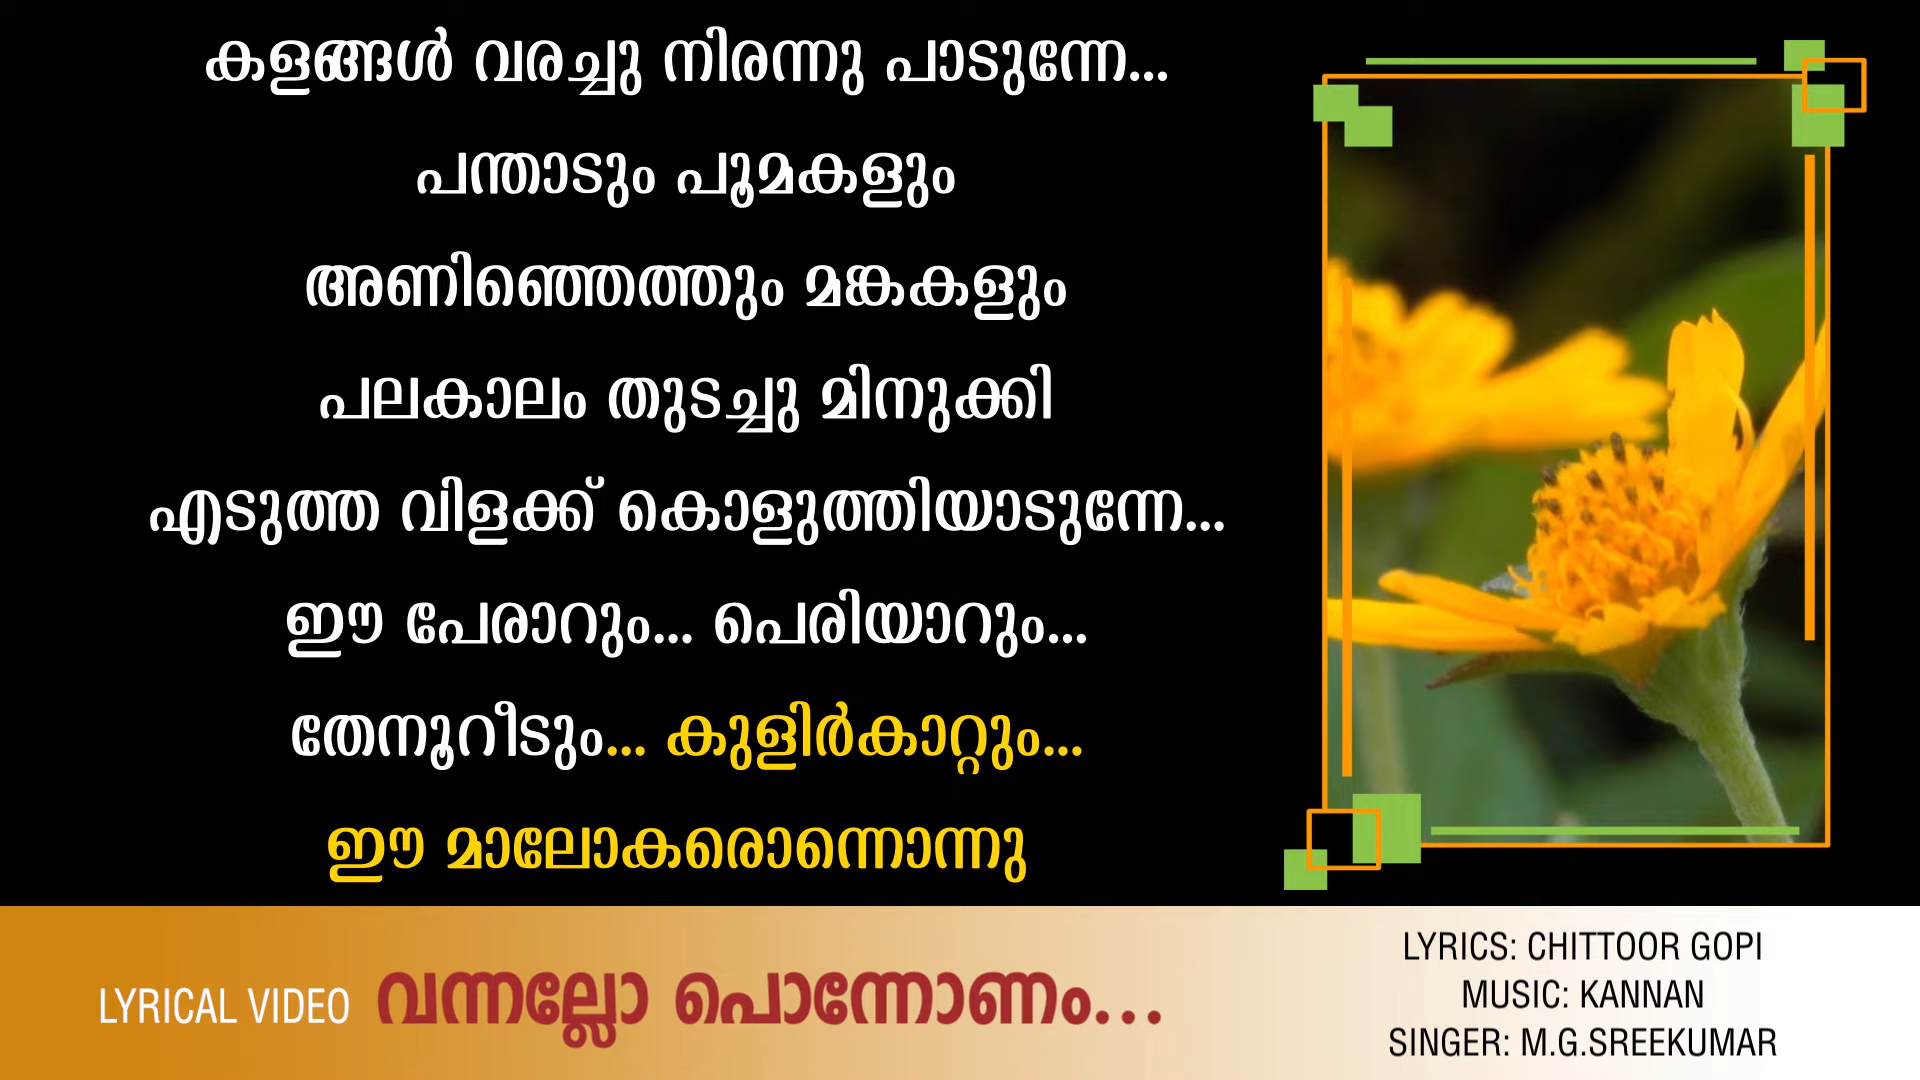 കളങ്ങൾ വരച്ചു നിരന്നു പാടുന്നേ...
പന്താടും പൂമകളും
അണിഞ്ഞെത്തും മങ്കകളും
പലകാലം തുടച്ചു മിനുക്കി
എടുത്ത വിളക്ക് കൊളുത്തിയാടുന്നേ...
ഈ പേരാറും... പെരിയാറും...
തേനൂറീടും... കുളിർകാറ്റും...
ഈ മാലോകരൊന്നൊന്നു
LYRICAL VIDEO വന്നല്ലോ പൊന്നോണം...
LYRICS: CHITTOOR GOPI
MUSIC: KANNAN
SINGER: M.G.SREEKUMAR